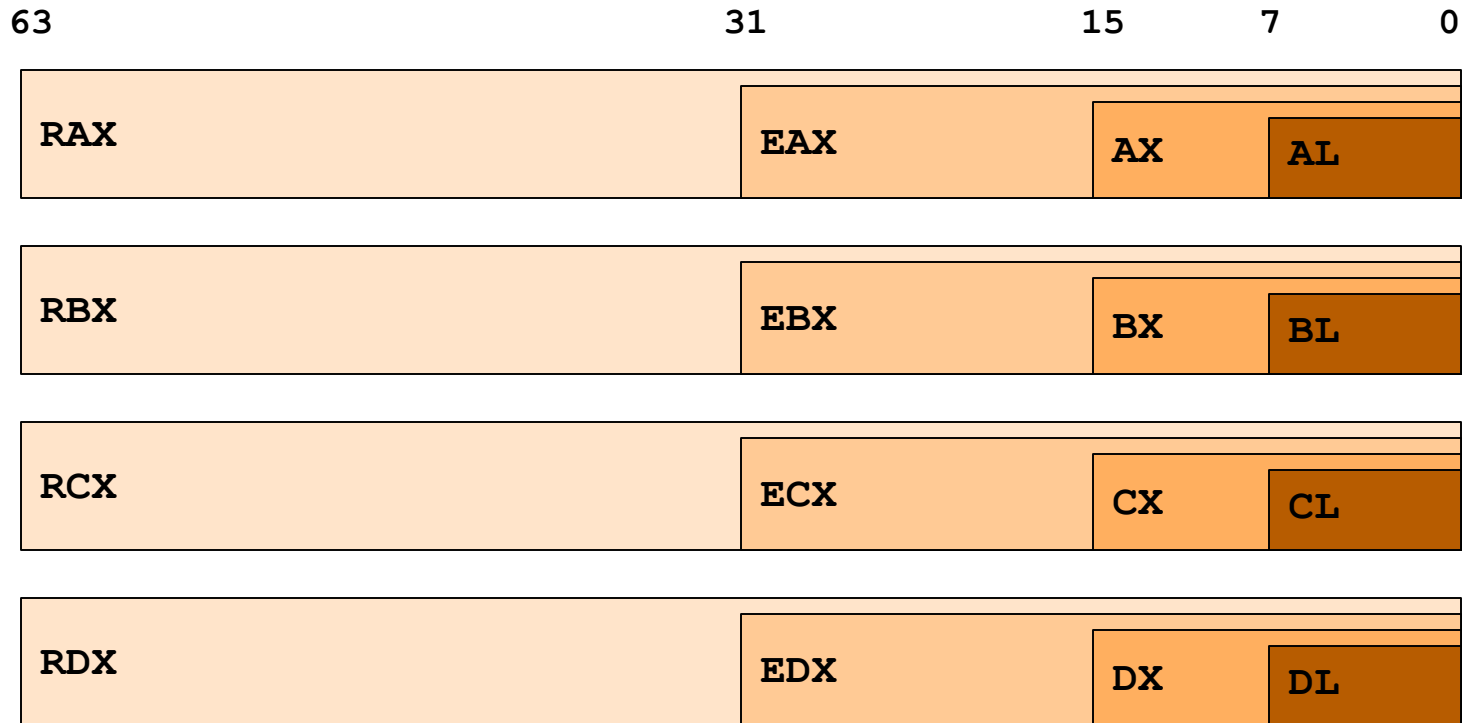 63 31 15 7 0
RAX EAX AX AL
RBX EBX BX BL
RCX ECX CX CL
RDX EDX DX DL